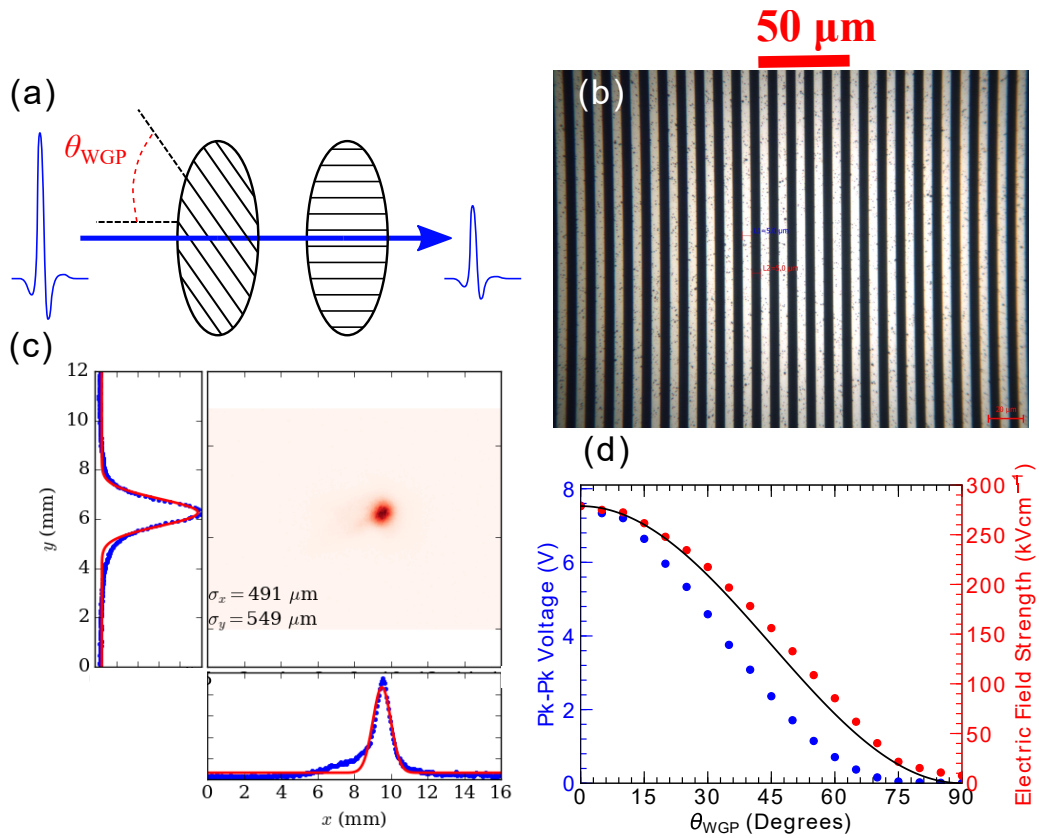 50 μm
(a)
θWGP
(b)
(c)
12
10
8
6
4
2
0
y (mm)
σx = 491 μm
σy = 549 μm
0 2 4 6 8 10 12 14 16
x (mm)
(d)
8
6
4
2
0
Pk-Pk Voltage (V)
300
250
200
150
100
50
0
Electric Field Strength (kVcm⁻¹)
0 15 30 45 60 75 90
θWGP (Degrees)